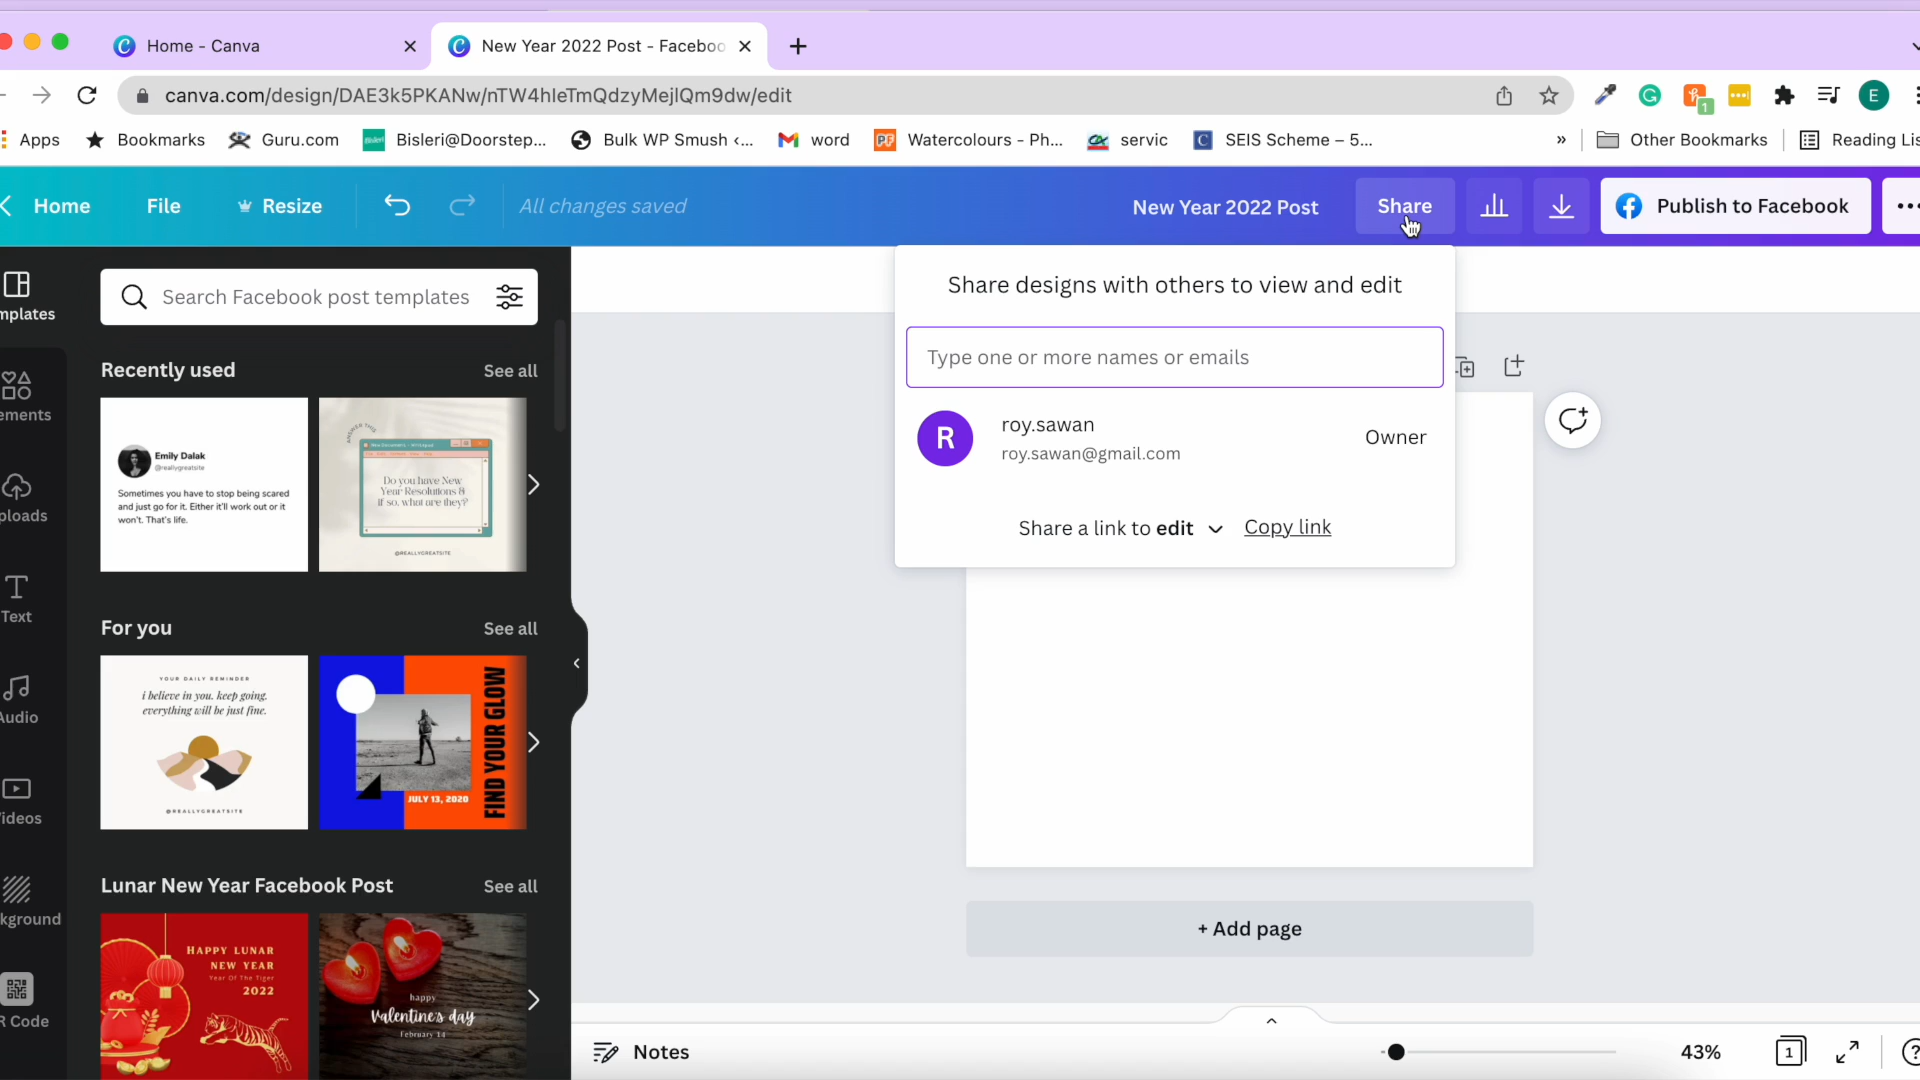 Home - Canva
New Year 2022 Post - Faceboo
canva.com/design/DAE3k5PKANw/nTW4hleTmQdzyMejlQm9dw/edit
1
E
Apps
Bookmarks
Guru.com
Bisleri@Doorstep...
Bulk WP Smush <...
word
Watercolours - Ph...
servic
SEIS Scheme – 5...
»
Other Bookmarks
Reading Lis
Home
File
Resize
All changes saved
New Year 2022 Post
Share
Publish to Facebook
mplates
ements
ploads
Text
Audio
ideos
kground
R Code
Search Facebook post templates
Recently used
See all
Emily Dalak
@reallygreatsite
Sometimes you have to stop being scared
and just go for it. Either it'll work out or it
won't. That's life.
ANSWER THIS
Do you have New
Year Resolutions &
if so, what are they?
@REALLYGREATSITE
For you
See all
YOUR DAILY REMINDER
i believe in you. keep going.
everything will be just fine.
@REALLYGREATSITE
FIND YOUR GLOW
JULY 13, 2020
Lunar New Year Facebook Post
See all
HAPPY LUNAR
NEW YEAR
Year Of The Tiger
2022
happy
Valentine's day
February 14
Share designs with others to view and edit
Type one or more names or emails
R
roy.sawan
roy.sawan@gmail.com
Owner
Share a link to edit
Copy link
+ Add page
Notes
43%
1
?